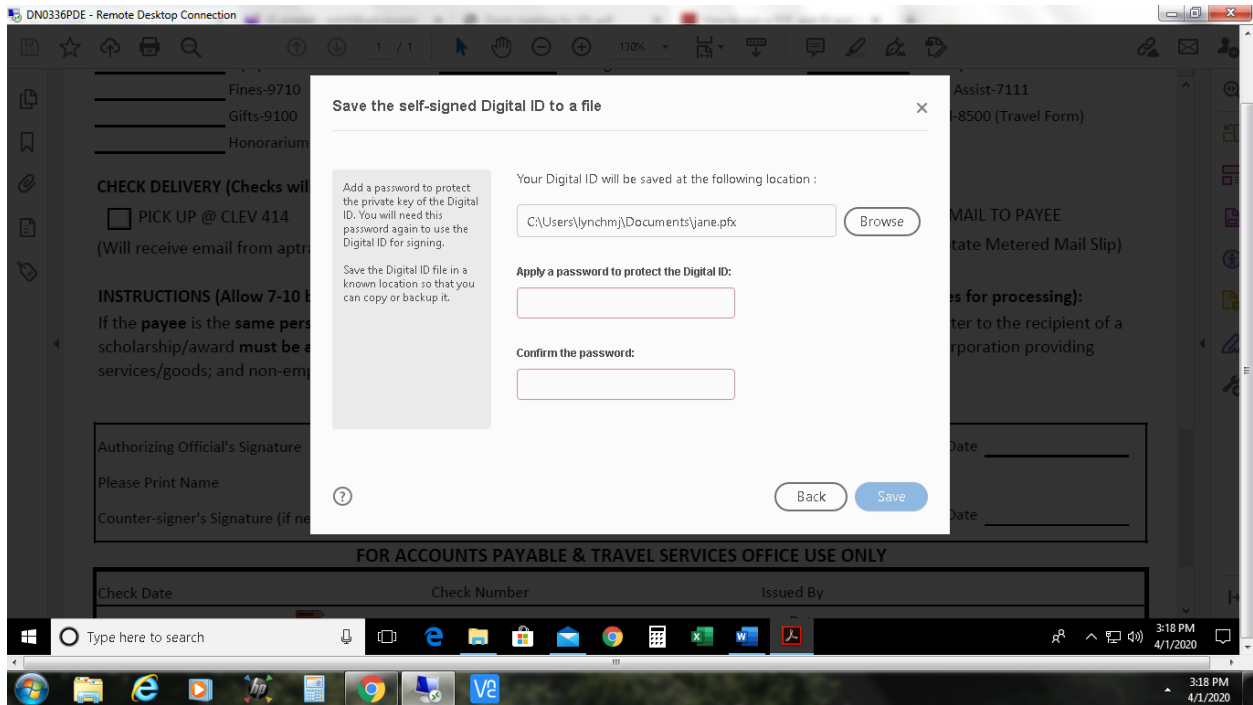 DN0336PDE - Remote Desktop Connection
1 / 1
130%
Fines-9710
Assist-7111
Gifts-9100
-8500 (Travel Form)
Honorarium
Save the self-signed Digital ID to a file
Add a password to protect
the private key of the Digital
ID. You will need this
password again to use the
Digital ID for signing.
Save the Digital ID file in a
known location so that you
can copy or backup it.
Your Digital ID will be saved at the following location :
C:\Users\lynchmj\Documents\jane.pfx
Browse
Apply a password to protect the Digital ID:
Confirm the password:
?
Back
Save
CHECK DELIVERY (Checks wil
PICK UP @ CLEV 414
MAIL TO PAYEE
(Will receive email from aptra
tate Metered Mail Slip)
INSTRUCTIONS (Allow 7-10 b
es for processing):
If the payee is the same pers
ter to the recipient of a
scholarship/award must be a
rporation providing
services/goods; and non-emp
Authorizing Official's Signature
Date
Please Print Name
Counter-signer's Signature (if ne
Date
FOR ACCOUNTS PAYABLE & TRAVEL SERVICES OFFICE USE ONLY
Check Date
Check Number
Issued By
Type here to search
3:18 PM
4/1/2020
3:18 PM
4/1/2020